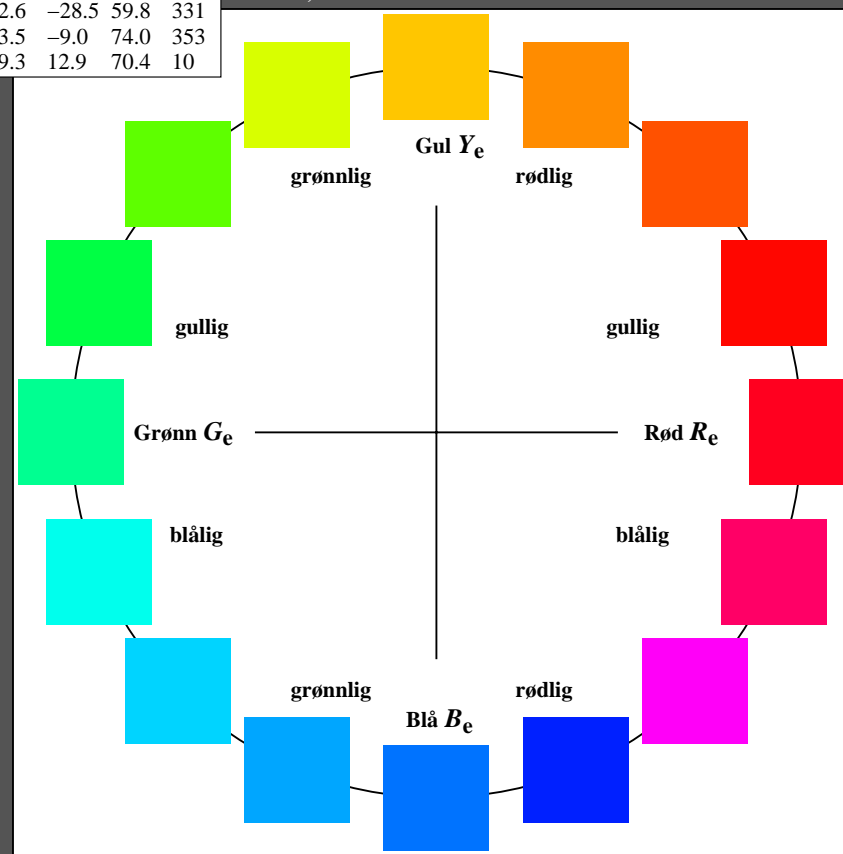 2.6 −28.5 59.8 331
3.5 −9.0 74.0 353
9.3 12.9 70.4 10
Gul Yₑ
grønnlig rødlig
gullig gullig
Grønn Gₑ Rød Rₑ
blålig blålig
grønnlig rødlig
Blå Bₑ